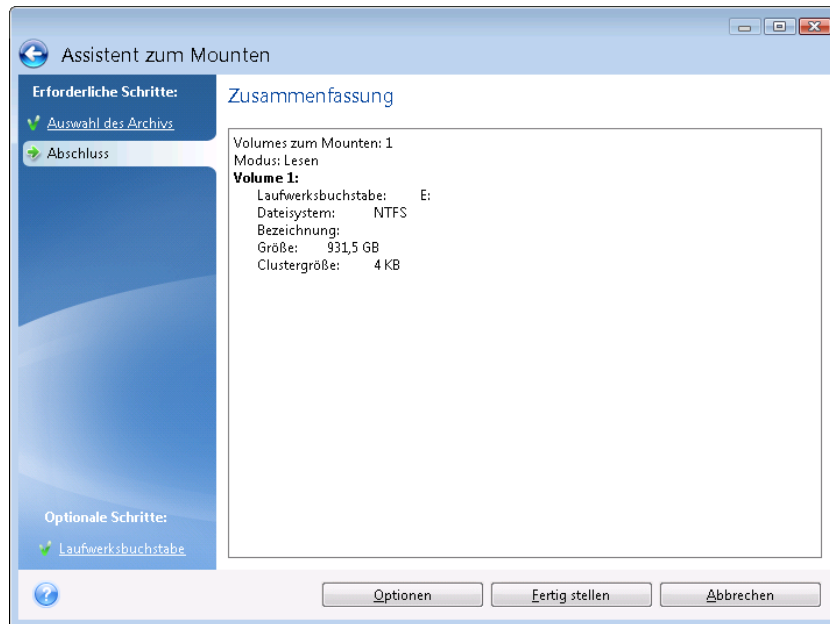 Assistent zum Mounten
Erforderliche Schritte:
Auswahl des Archivs
Abschluss
Optionale Schritte:
Laufwerksbuchstabe
Zusammenfassung
Volumes zum Mounten: 1
Modus: Lesen
Volume 1:
Laufwerksbuchstabe: E:
Dateisystem: NTFS
Bezeichnung:
Größe: 931,5 GB
Clustergröße: 4 KB
?
Optionen
Fertig stellen
Abbrechen